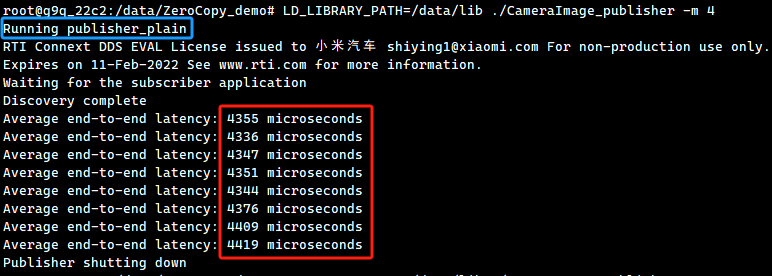 root@g9q_22c2:/data/ZeroCopy_demo# LD_LIBRARY_PATH=/data/lib ./CameraImage_publisher -m 4
Running publisher_plain
RTI Connext DDS EVAL License issued to 小米汽车 shiying1@xiaomi.com For non-production use only.
Expires on 11-Feb-2022 See www.rti.com for more information.
Waiting for the subscriber application
Discovery complete
Average end-to-end latency: 4355 microseconds
Average end-to-end latency: 4336 microseconds
Average end-to-end latency: 4347 microseconds
Average end-to-end latency: 4351 microseconds
Average end-to-end latency: 4344 microseconds
Average end-to-end latency: 4376 microseconds
Average end-to-end latency: 4409 microseconds
Average end-to-end latency: 4419 microseconds
Publisher shutting down